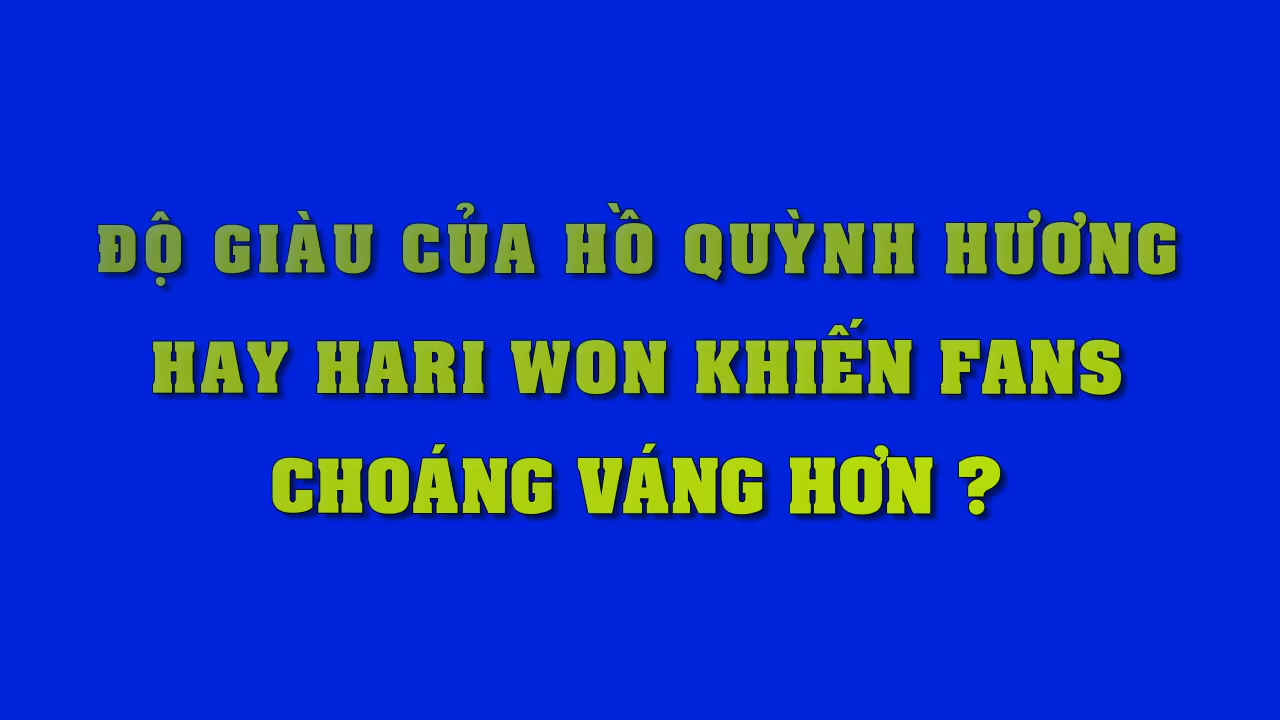 ĐỘ GIÀU CỦA HỒ QUỲNH HƯƠNG
HAY HARI WON KHIẾN FANS
CHOÁNG VÁNG HƠN ?